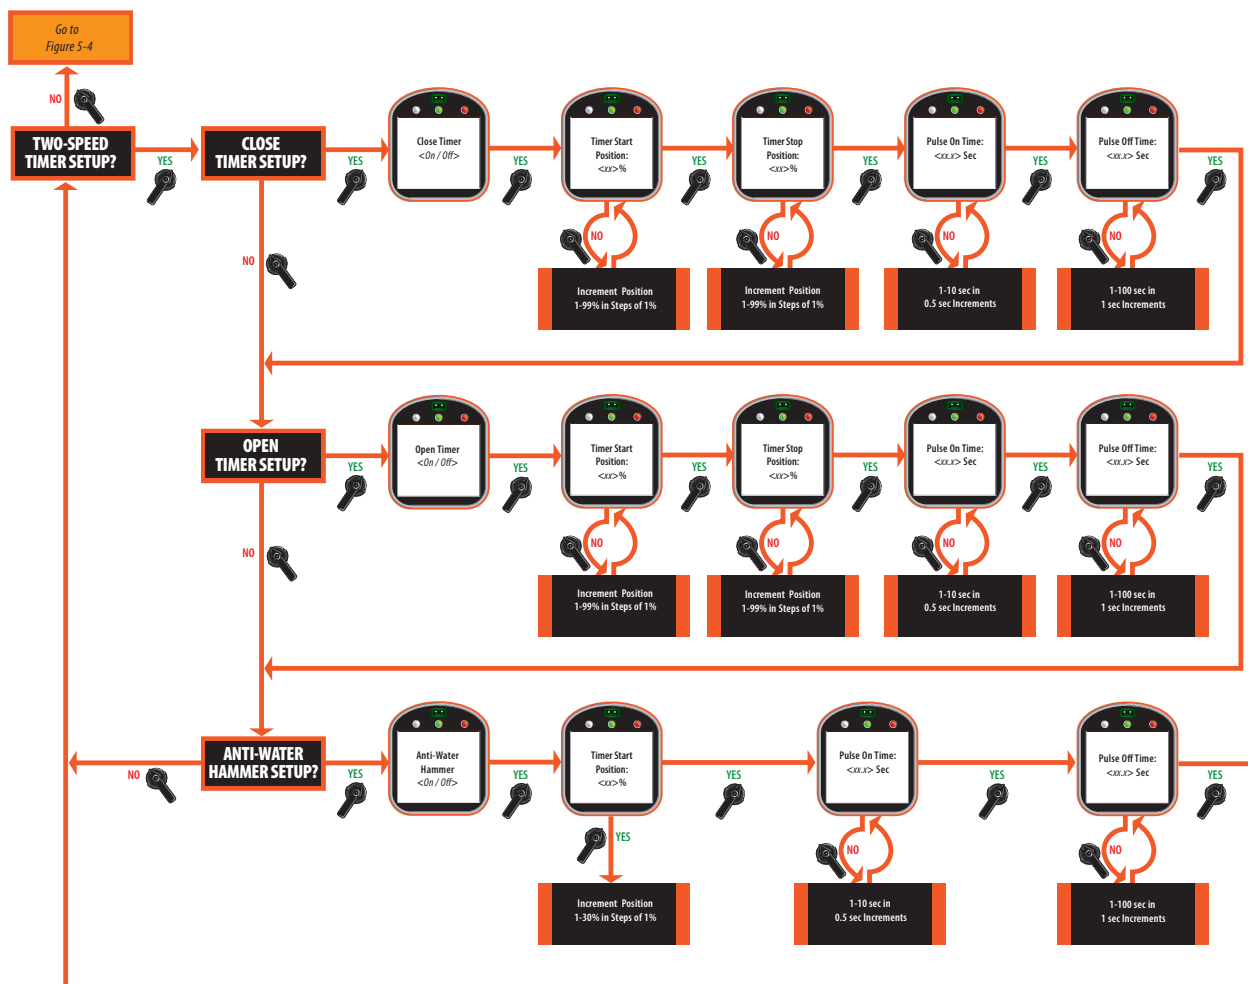 Go to
Figure 5-4
NO
TWO-SPEED
TIMER SETUP?
YES
CLOSE
TIMER SETUP?
YES
Close Timer
<On / Off>
YES
Timer Start
Position:
<xx>%
YES
Timer Stop
Position:
<xx>%
YES
Pulse On Time:
<xx.x> Sec
YES
Pulse Off Time:
<xx.x> Sec
YES
NO
NO
NO
NO
NO
Increment Position
1-99% in Steps of 1%
Increment Position
1-99% in Steps of 1%
1-10 sec in
0.5 sec Increments
1-100 sec in
1 sec Increments
OPEN
TIMER SETUP?
YES
Open Timer
<On / Off>
YES
Timer Start
Position:
<xx>%
YES
Timer Stop
Position:
<xx>%
YES
Pulse On Time:
<xx.x> Sec
YES
Pulse Off Time:
<xx.x> Sec
YES
NO
NO
NO
NO
NO
Increment Position
1-99% in Steps of 1%
Increment Position
1-99% in Steps of 1%
1-10 sec in
0.5 sec Increments
1-100 sec in
1 sec Increments
NO
ANTI-WATER
HAMMER SETUP?
YES
Anti-Water
Hammer
<On / Off>
YES
Timer Start
Position:
<xx>%
YES
Pulse On Time:
<xx.x> Sec
YES
Pulse Off Time:
<xx.x> Sec
YES
YES
NO
NO
Increment Position
1-30% in Steps of 1%
1-10 sec in
0.5 sec Increments
1-100 sec in
1 sec Increments